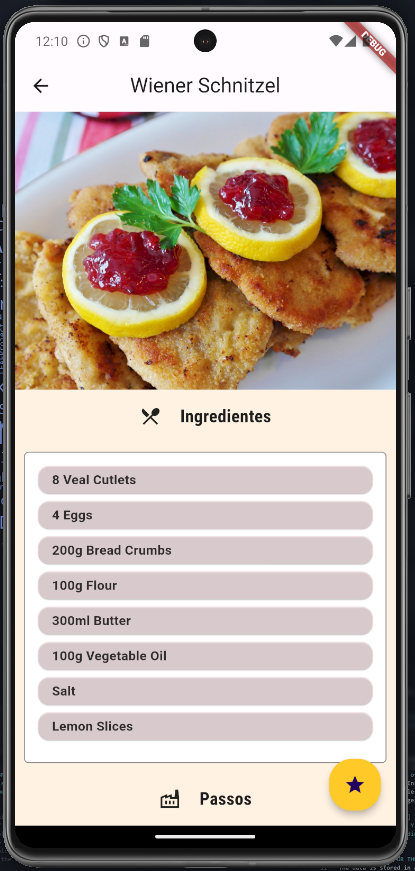 12:10
DEBUG
Wiener Schnitzel
Ingredientes
8 Veal Cutlets
4 Eggs
200g Bread Crumbs
100g Flour
300ml Butter
100g Vegetable Oil
Salt
Lemon Slices
Passos